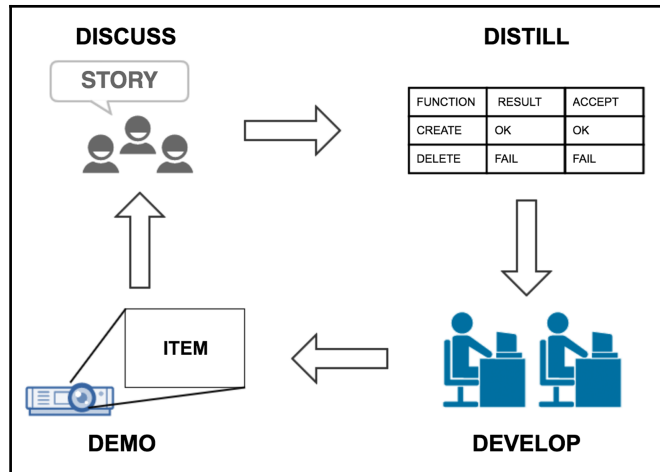 DISCUSS
STORY
DISTILL
FUNCTION RESULT ACCEPT
CREATE OK OK
DELETE FAIL FAIL
ITEM
DEMO
DEVELOP